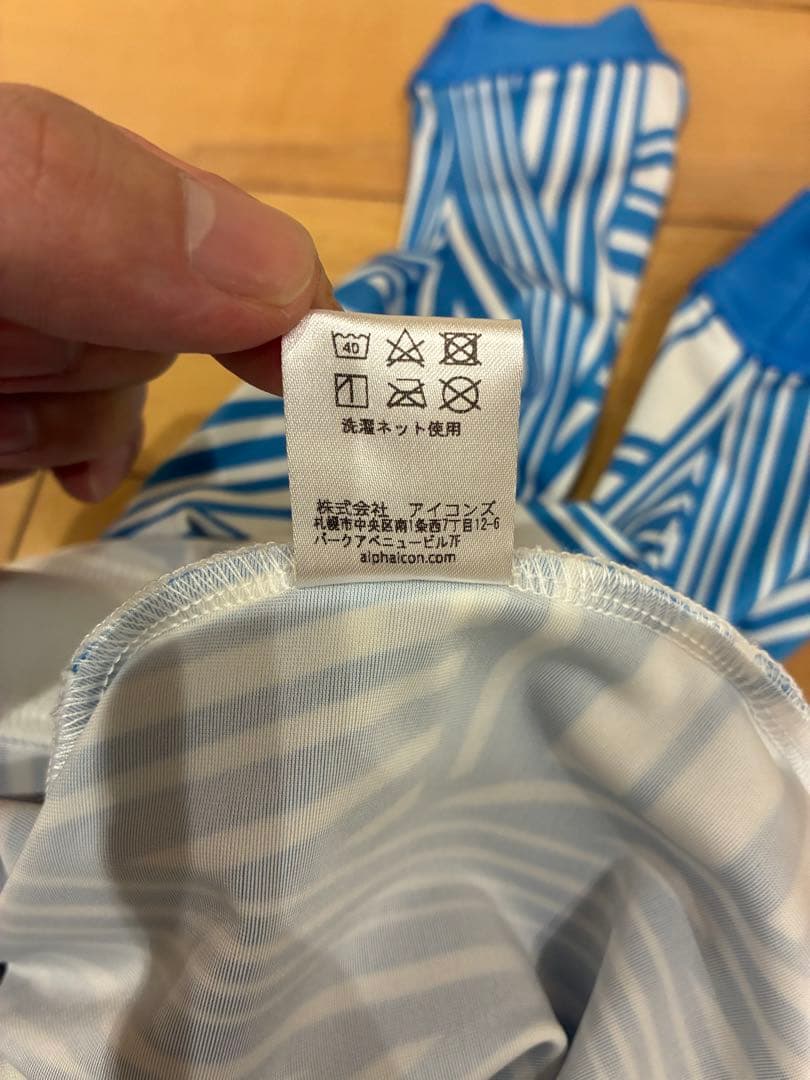 40
洗濯ネット使用
株式会社 アイコンズ
札幌市中央区南1条西7丁目12-6
パークアベニュービル7F
alphaicon.com